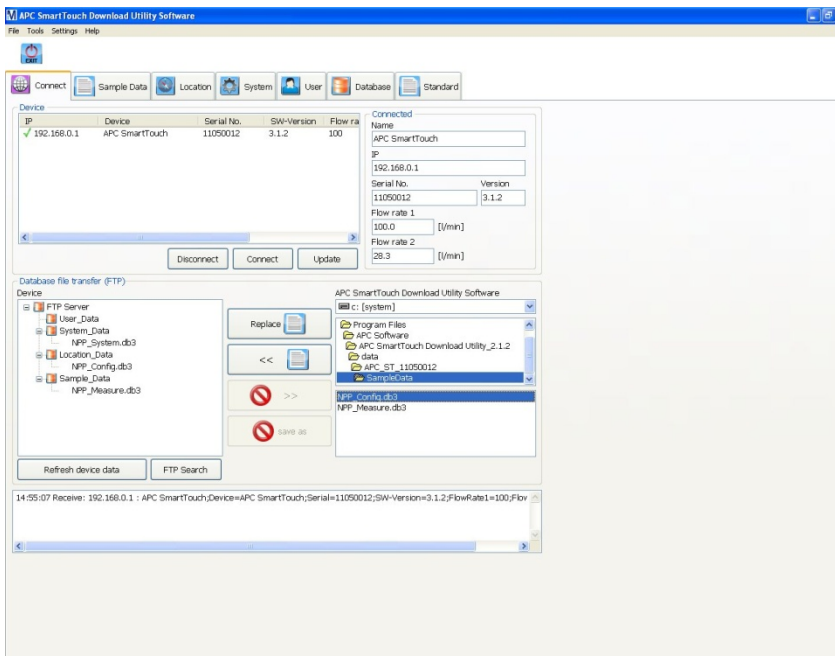 APC SmartTouch Download Utility Software
File Tools Settings Help
EXIT
Connect Sample Data Location System User Database Standard
Device
IP Device Serial No. SW-Version Flow ra
192.168.0.1 APC SmartTouch 11050012 3.1.2 100
Disconnect Connect Update
Connected
Name
APC SmartTouch
IP
192.168.0.1
Serial No. Version
11050012 3.1.2
Flow rate 1
100.0 [l/min]
Flow rate 2
28.3 [l/min]
Database file transfer (FTP)
Device
FTP Server
User_Data
System_Data
NPP_System.db3
Location_Data
NPP_Config.db3
Sample_Data
NPP_Measure.db3
Refresh device data FTP Search
Replace
<<
>>
save as
APC SmartTouch Download Utility Software
c: [system]
Program Files
APC Software
APC SmartTouch Download Utility_2.1.2
data
APC_ST_11050012
SampleData
NPP_Config.db3
NPP_Measure.db3
14:55:07 Receive: 192.168.0.1 : APC SmartTouch;Device=APC SmartTouch;Serial=11050012;SW-Version=3.1.2;FlowRate1=100;Flov